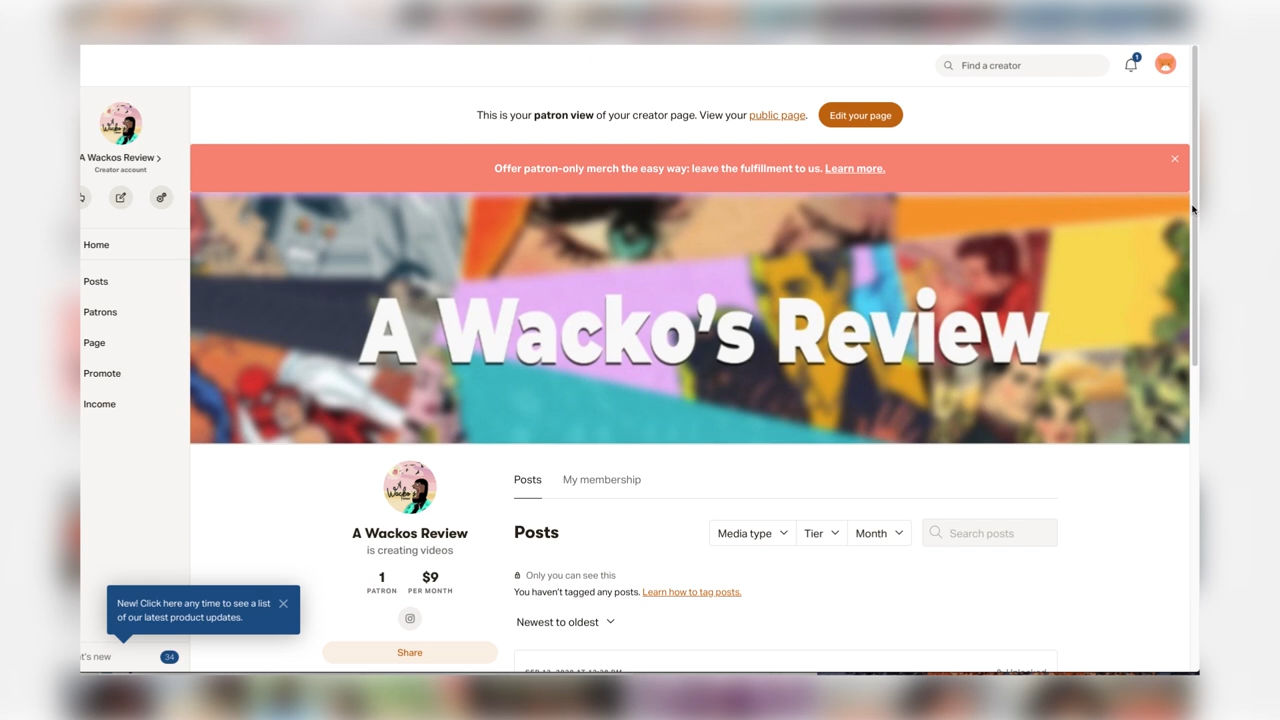 Find a creator
1
This is your patron view of your creator page. View your public page.
Edit your page
A Wackos Review
Creator account
Offer patron-only merch the easy way: leave the fulfillment to us. Learn more.
Home
Posts
Patrons
Page
Promote
Income
A Wacko's Review
Posts
My membership
A Wackos Review
is creating videos
1
PATRON
$9
PER MONTH
Share
Posts
Media type
Tier
Month
Search posts
Only you can see this
You haven't tagged any posts. Learn how to tag posts.
Newest to oldest
New! Click here any time to see a list
of our latest product updates.
t's new
34